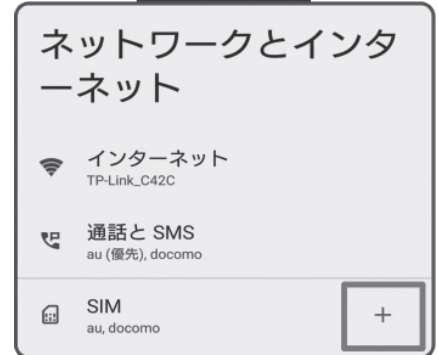 ネットワークとインタ
ーネット
インターネット
TP-Link_C42C
通話と SMS
au (優先), docomo
SIM
au, docomo
+